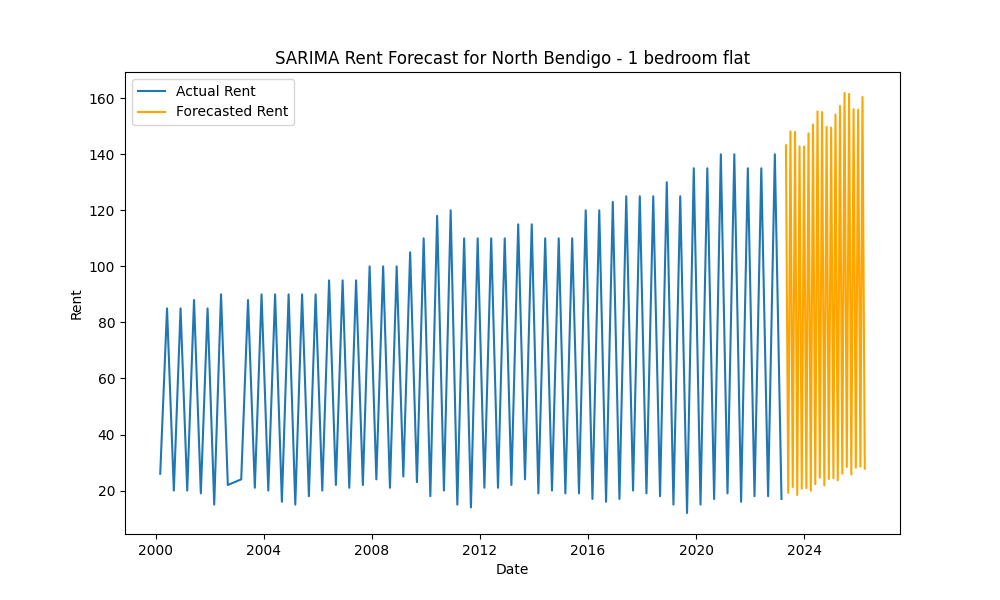 SARIMA Rent Forecast for North Bendigo - 1 bedroom flat
Actual Rent
Forecasted Rent
160
140
120
100
80
60
40
20
Rent
2000 2004 2008 2012 2016 2020 2024
Date